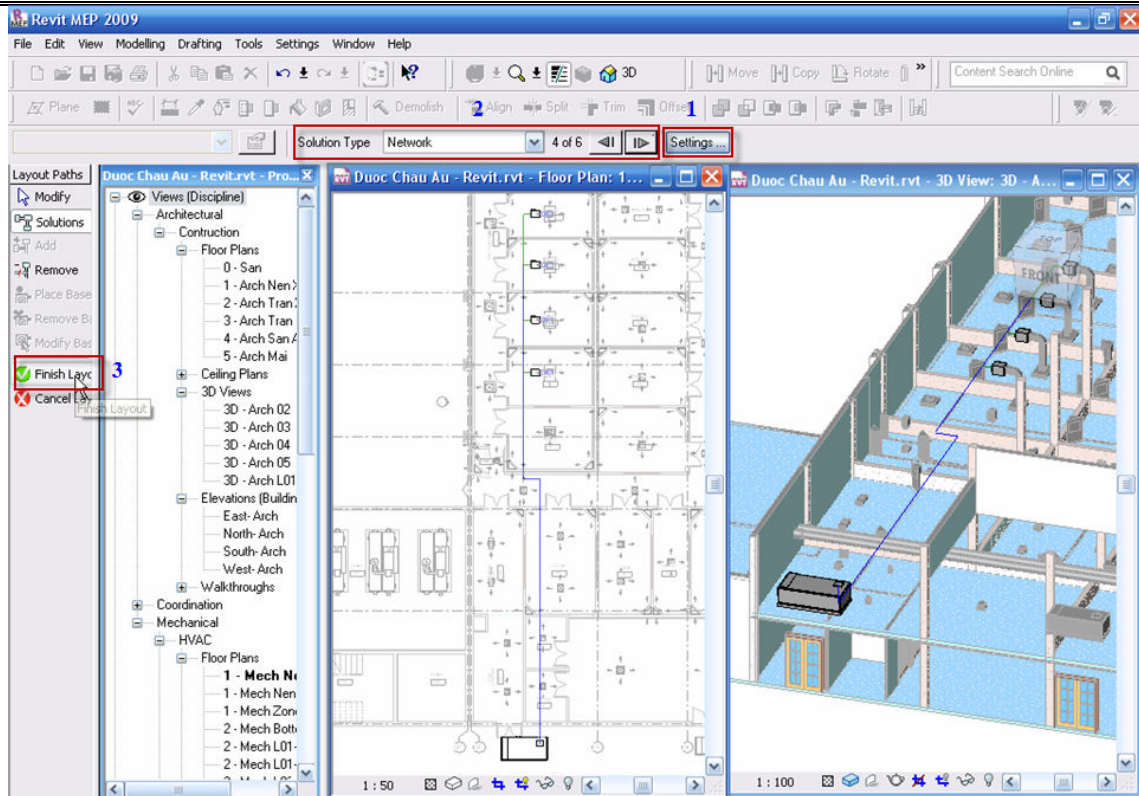 Revit MEP 2009
File Edit View Modelling Drafting Tools Settings Window Help
3D Move Copy Rotate Content Search Online
Plane Demolish 2 Align Split Trim Offset 1
Solution Type Network 4 of 6 Settings ...
Layout Paths
Modify
Solutions
Add
Remove
Place Base
Remove Ba
Modify Bas
Finish Layo 3
Cancel Lay
Finish Layout
Duoc Chau Au - Revit.rvt - Pro...
Views (Discipline)
Architectural
Contruction
Floor Plans
0 - San
1 - Arch Nen
2 - Arch Tran
3 - Arch Tran
4 - Arch San A
5 - Arch Mai
Ceiling Plans
3D Views
3D - Arch 02
3D - Arch 03
3D - Arch 04
3D - Arch 05
3D - Arch L01
Elevations (Buildin
East- Arch
North- Arch
South- Arch
West- Arch
Walkthroughs
Coordination
Mechanical
HVAC
Floor Plans
1 - Mech Ne
1 - Mech Nen
1 - Mech Zone
2 - Mech Bott
2 - Mech L01-
2 - Mech L01-
Duoc Chau Au - Revit.rvt - Floor Plan: 1...
1 : 50
Duoc Chau Au - Revit.rvt - 3D View: 3D - A...
TOP
FRONT
1 : 100